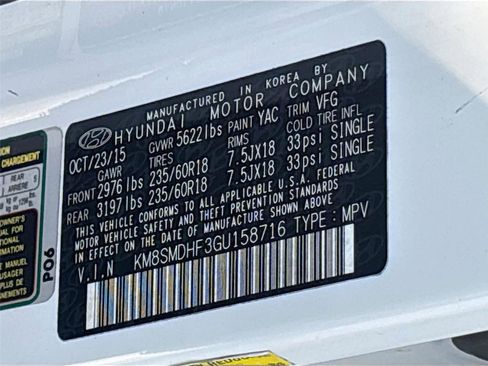 MANUFACTURED IN KOREA BY
HYUNDAI MOTOR COMPANY
OCT/23/15 GVWR 5622lbs PAINT YAC TRIM VFG
GAWR TIRES RIMS COLD TIRE INFL
FRONT 2976 lbs 235/60R18 7.5JX18 33psi SINGLE
REAR 3197 lbs 235/60R18 7.5JX18 33psi SINGLE
THIS VEHICLE CONFORMS TO ALL APPLICABLE U.S.A. FEDERAL
MOTOR VEHICLE SAFETY AND THEFT PREVENTION STANDARDS
IN EFFECT ON THE DATE OF MANUFACTURE SHOWN ABOVE
V.I.N KM8SMDHF3GU158716 TYPE : MPV
CHARGEMENT
REAR
ARRIERE
P06